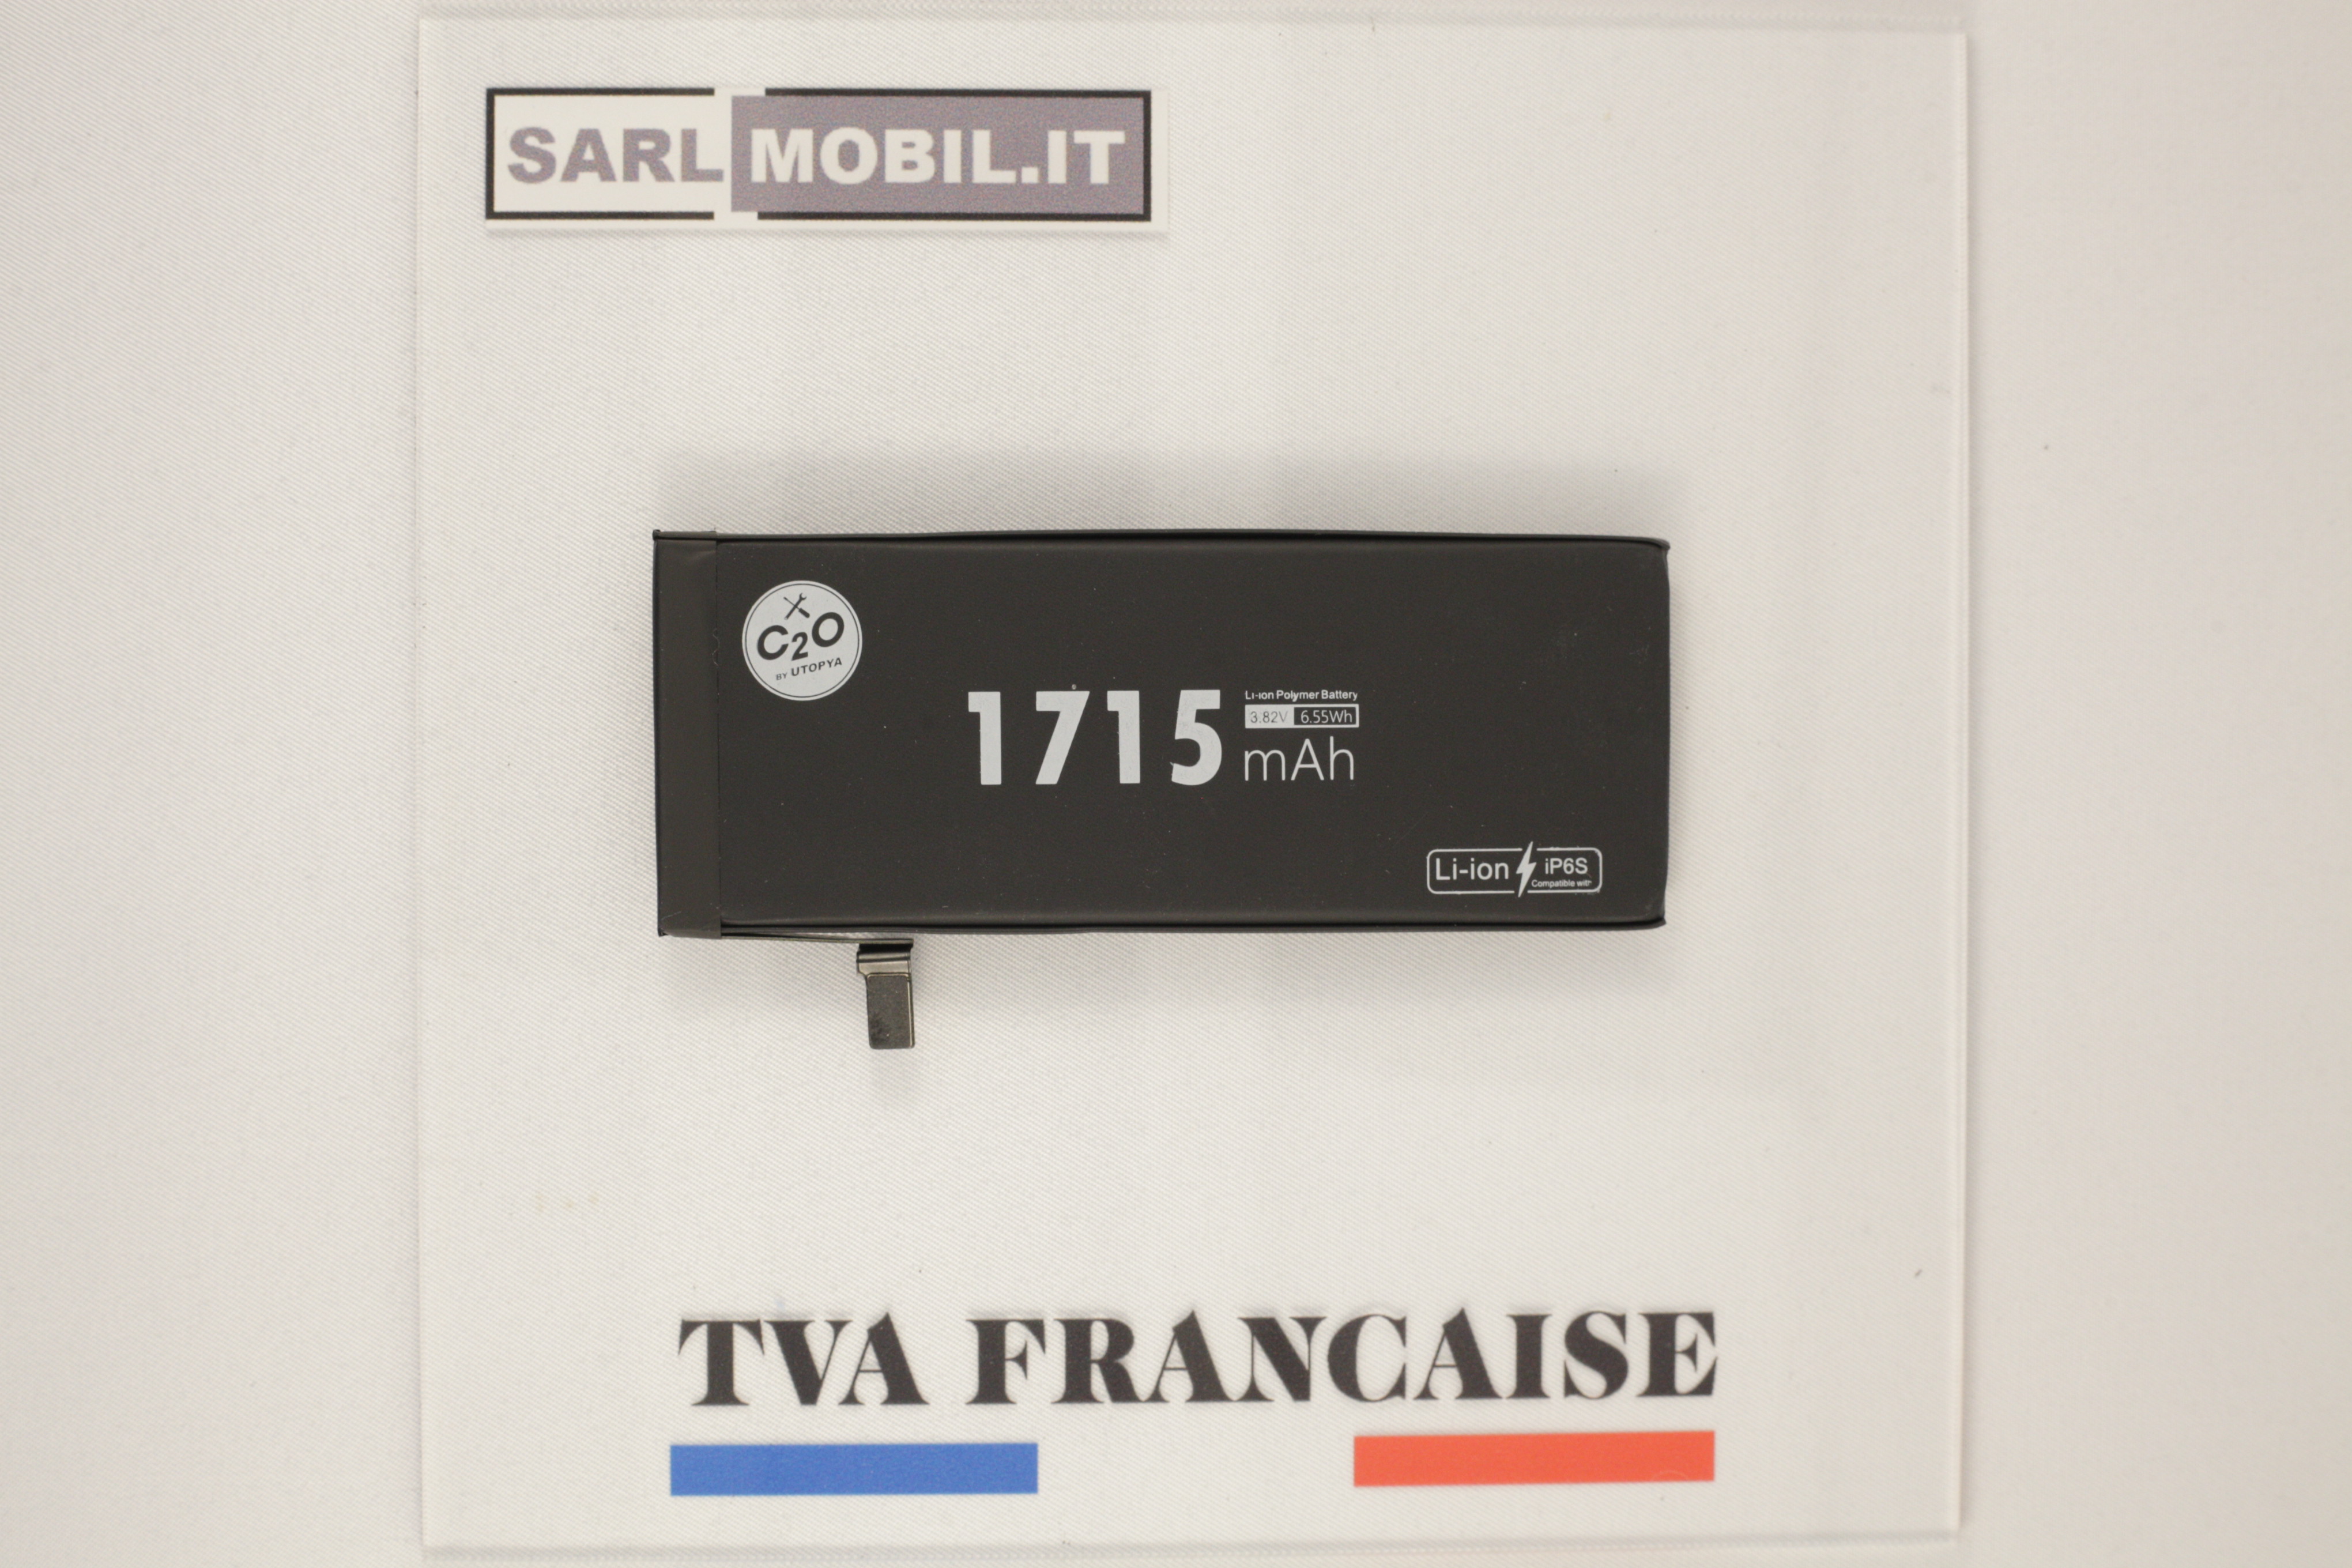 SARL MOBIL.IT
C2O
BY UTOPYA
1715 mAh
Li-ion Polymer Battery
3.82V 6.55Wh
Li-ion iP6S
Compatible with
TVA FRANCAISE